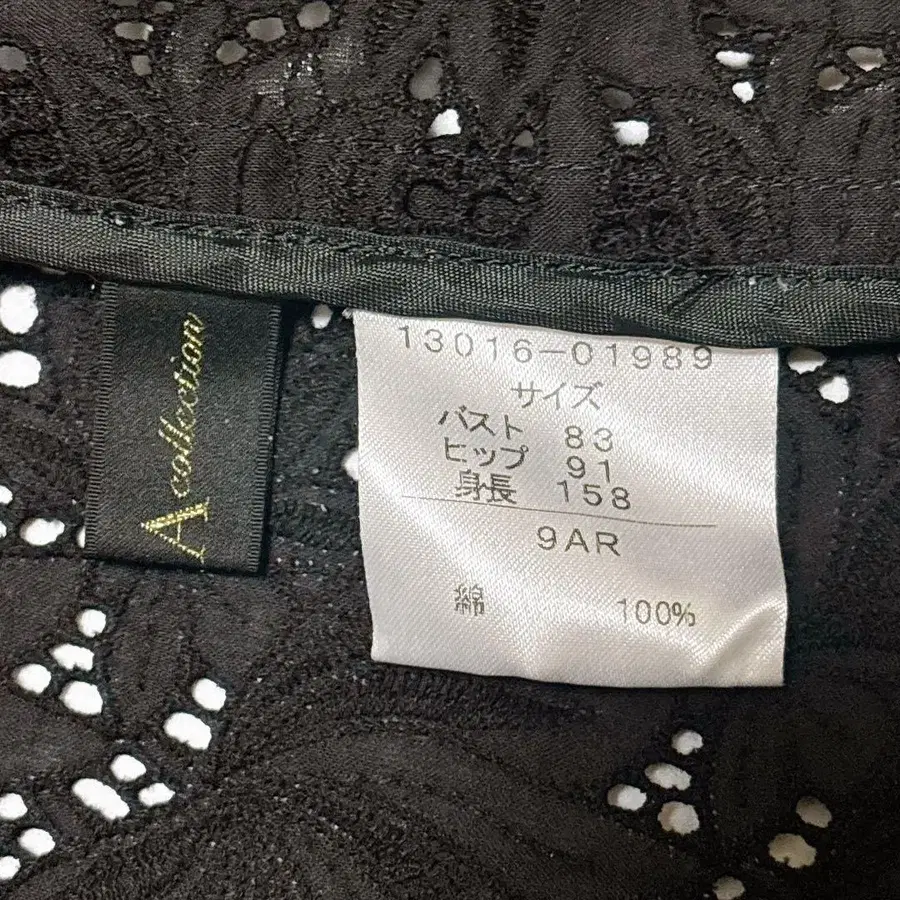 A collection
13016-01989
サイズ
バスト 83
ヒップ 91
身長 158
9AR
綿 100%